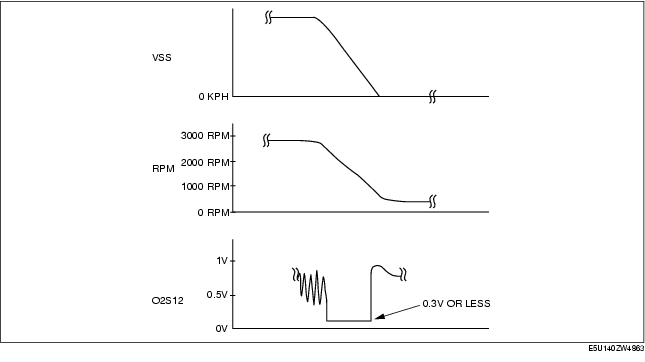 VSS
0 KPH
3000 RPM
2000 RPM
RPM
1000 RPM
0 RPM
1V
0.5V
O2S12
0.3V OR LESS
0V
E5U140ZW4863